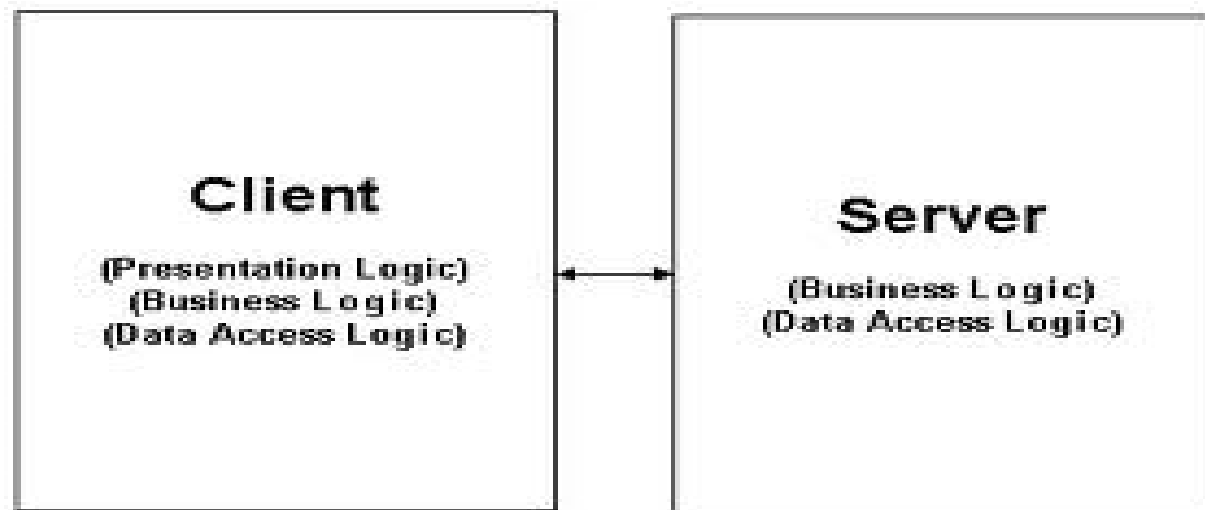 Client
(Presentation Logic)
(Business Logic)
(Data Access Logic)
Server
(Business Logic)
(Data Access Logic)